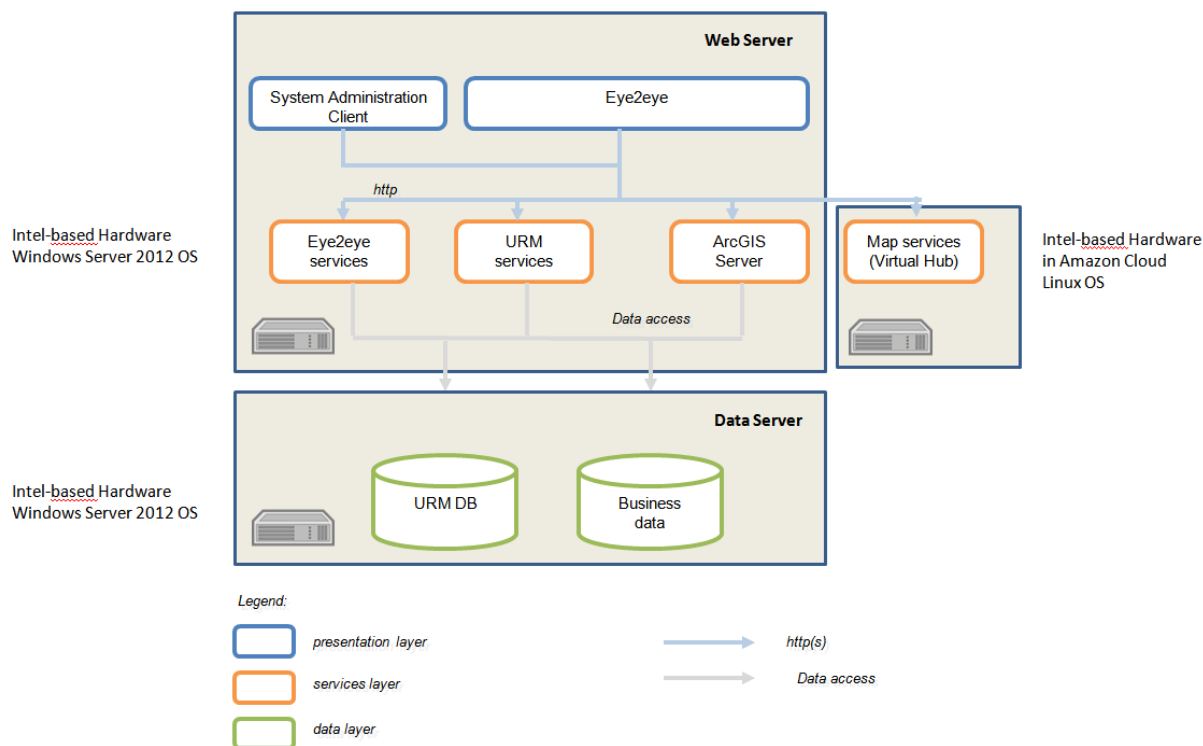 Web Server
System Administration
Client
Eye2eye
http
Intel-based Hardware
Windows Server 2012 OS
Eye2eye
services
URM
services
ArcGIS
Server
Map services
(Virtual Hub)
Intel-based Hardware
in Amazon Cloud
Linux OS
Data access
Data Server
Intel-based Hardware
Windows Server 2012 OS
URM DB
Business
data
Legend:
presentation layer
http(s)
services layer
Data access
data layer